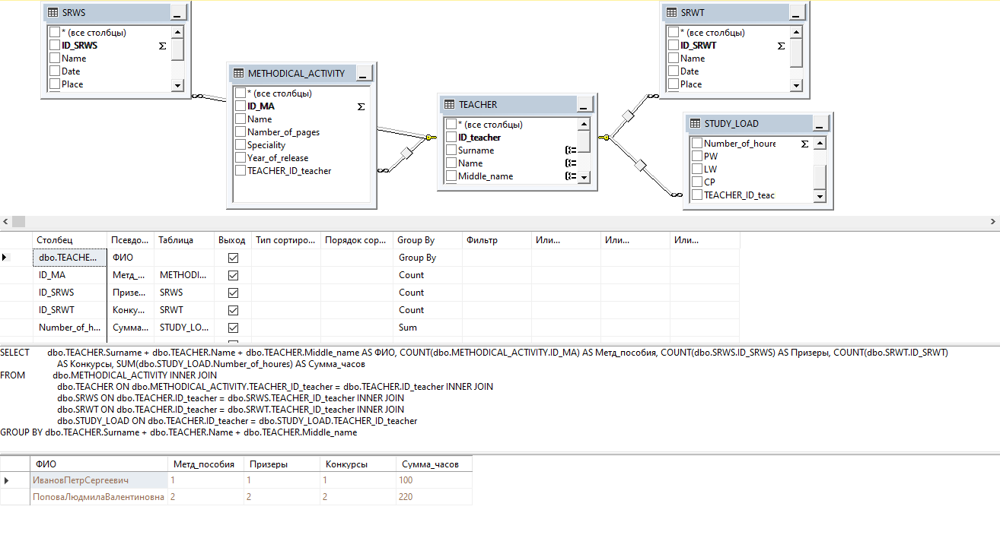 SRWS
* (все столбцы)
ID_SRWS
Name
Date
Place
METHODICAL_ACTIVITY
* (все столбцы)
ID_MA
Name
Namber_of_pages
Speciality
Year_of_release
TEACHER_ID_teacher
TEACHER
* (все столбцы)
ID_teacher
Surname
Name
Middle_name
SRWT
* (все столбцы)
ID_SRWT
Name
Date
Place
STUDY_LOAD
Number_of_houre
PW
LW
CP
TEACHER_ID_teac
Столбец Псевдо... Таблица Выход Тип сортиро... Порядок сор... Group By Фильтр Или... Или... Или...
dbo.TEACHE... ФИО Group By
ID_MA Метд_... METHODI... Count
ID_SRWS Призе... SRWS Count
ID_SRWT Конку... SRWT Count
Number_of_h... Сумма... STUDY_LO... Sum
SELECT dbo.TEACHER.Surname + dbo.TEACHER.Name + dbo.TEACHER.Middle_name AS ФИО, COUNT(dbo.METHODICAL_ACTIVITY.ID_MA) AS Метд_пособия, COUNT(dbo.SRWS.ID_SRWS) AS Призеры, COUNT(dbo.SRWT.ID_SRWT)
AS Конкурсы, SUM(dbo.STUDY_LOAD.Number_of_houres) AS Сумма_часов
FROM dbo.METHODICAL_ACTIVITY INNER JOIN
dbo.TEACHER ON dbo.METHODICAL_ACTIVITY.TEACHER_ID_teacher = dbo.TEACHER.ID_teacher INNER JOIN
dbo.SRWS ON dbo.TEACHER.ID_teacher = dbo.SRWS.TEACHER_ID_teacher INNER JOIN
dbo.SRWT ON dbo.TEACHER.ID_teacher = dbo.SRWT.TEACHER_ID_teacher INNER JOIN
dbo.STUDY_LOAD ON dbo.TEACHER.ID_teacher = dbo.STUDY_LOAD.TEACHER_ID_teacher
GROUP BY dbo.TEACHER.Surname + dbo.TEACHER.Name + dbo.TEACHER.Middle_name
ФИО Метд_пособия Призеры Конкурсы Сумма_часов
ИвановПетрСергеевич 1 1 1 100
ПоповаЛюдмилаВалентиновна 2 2 2 220